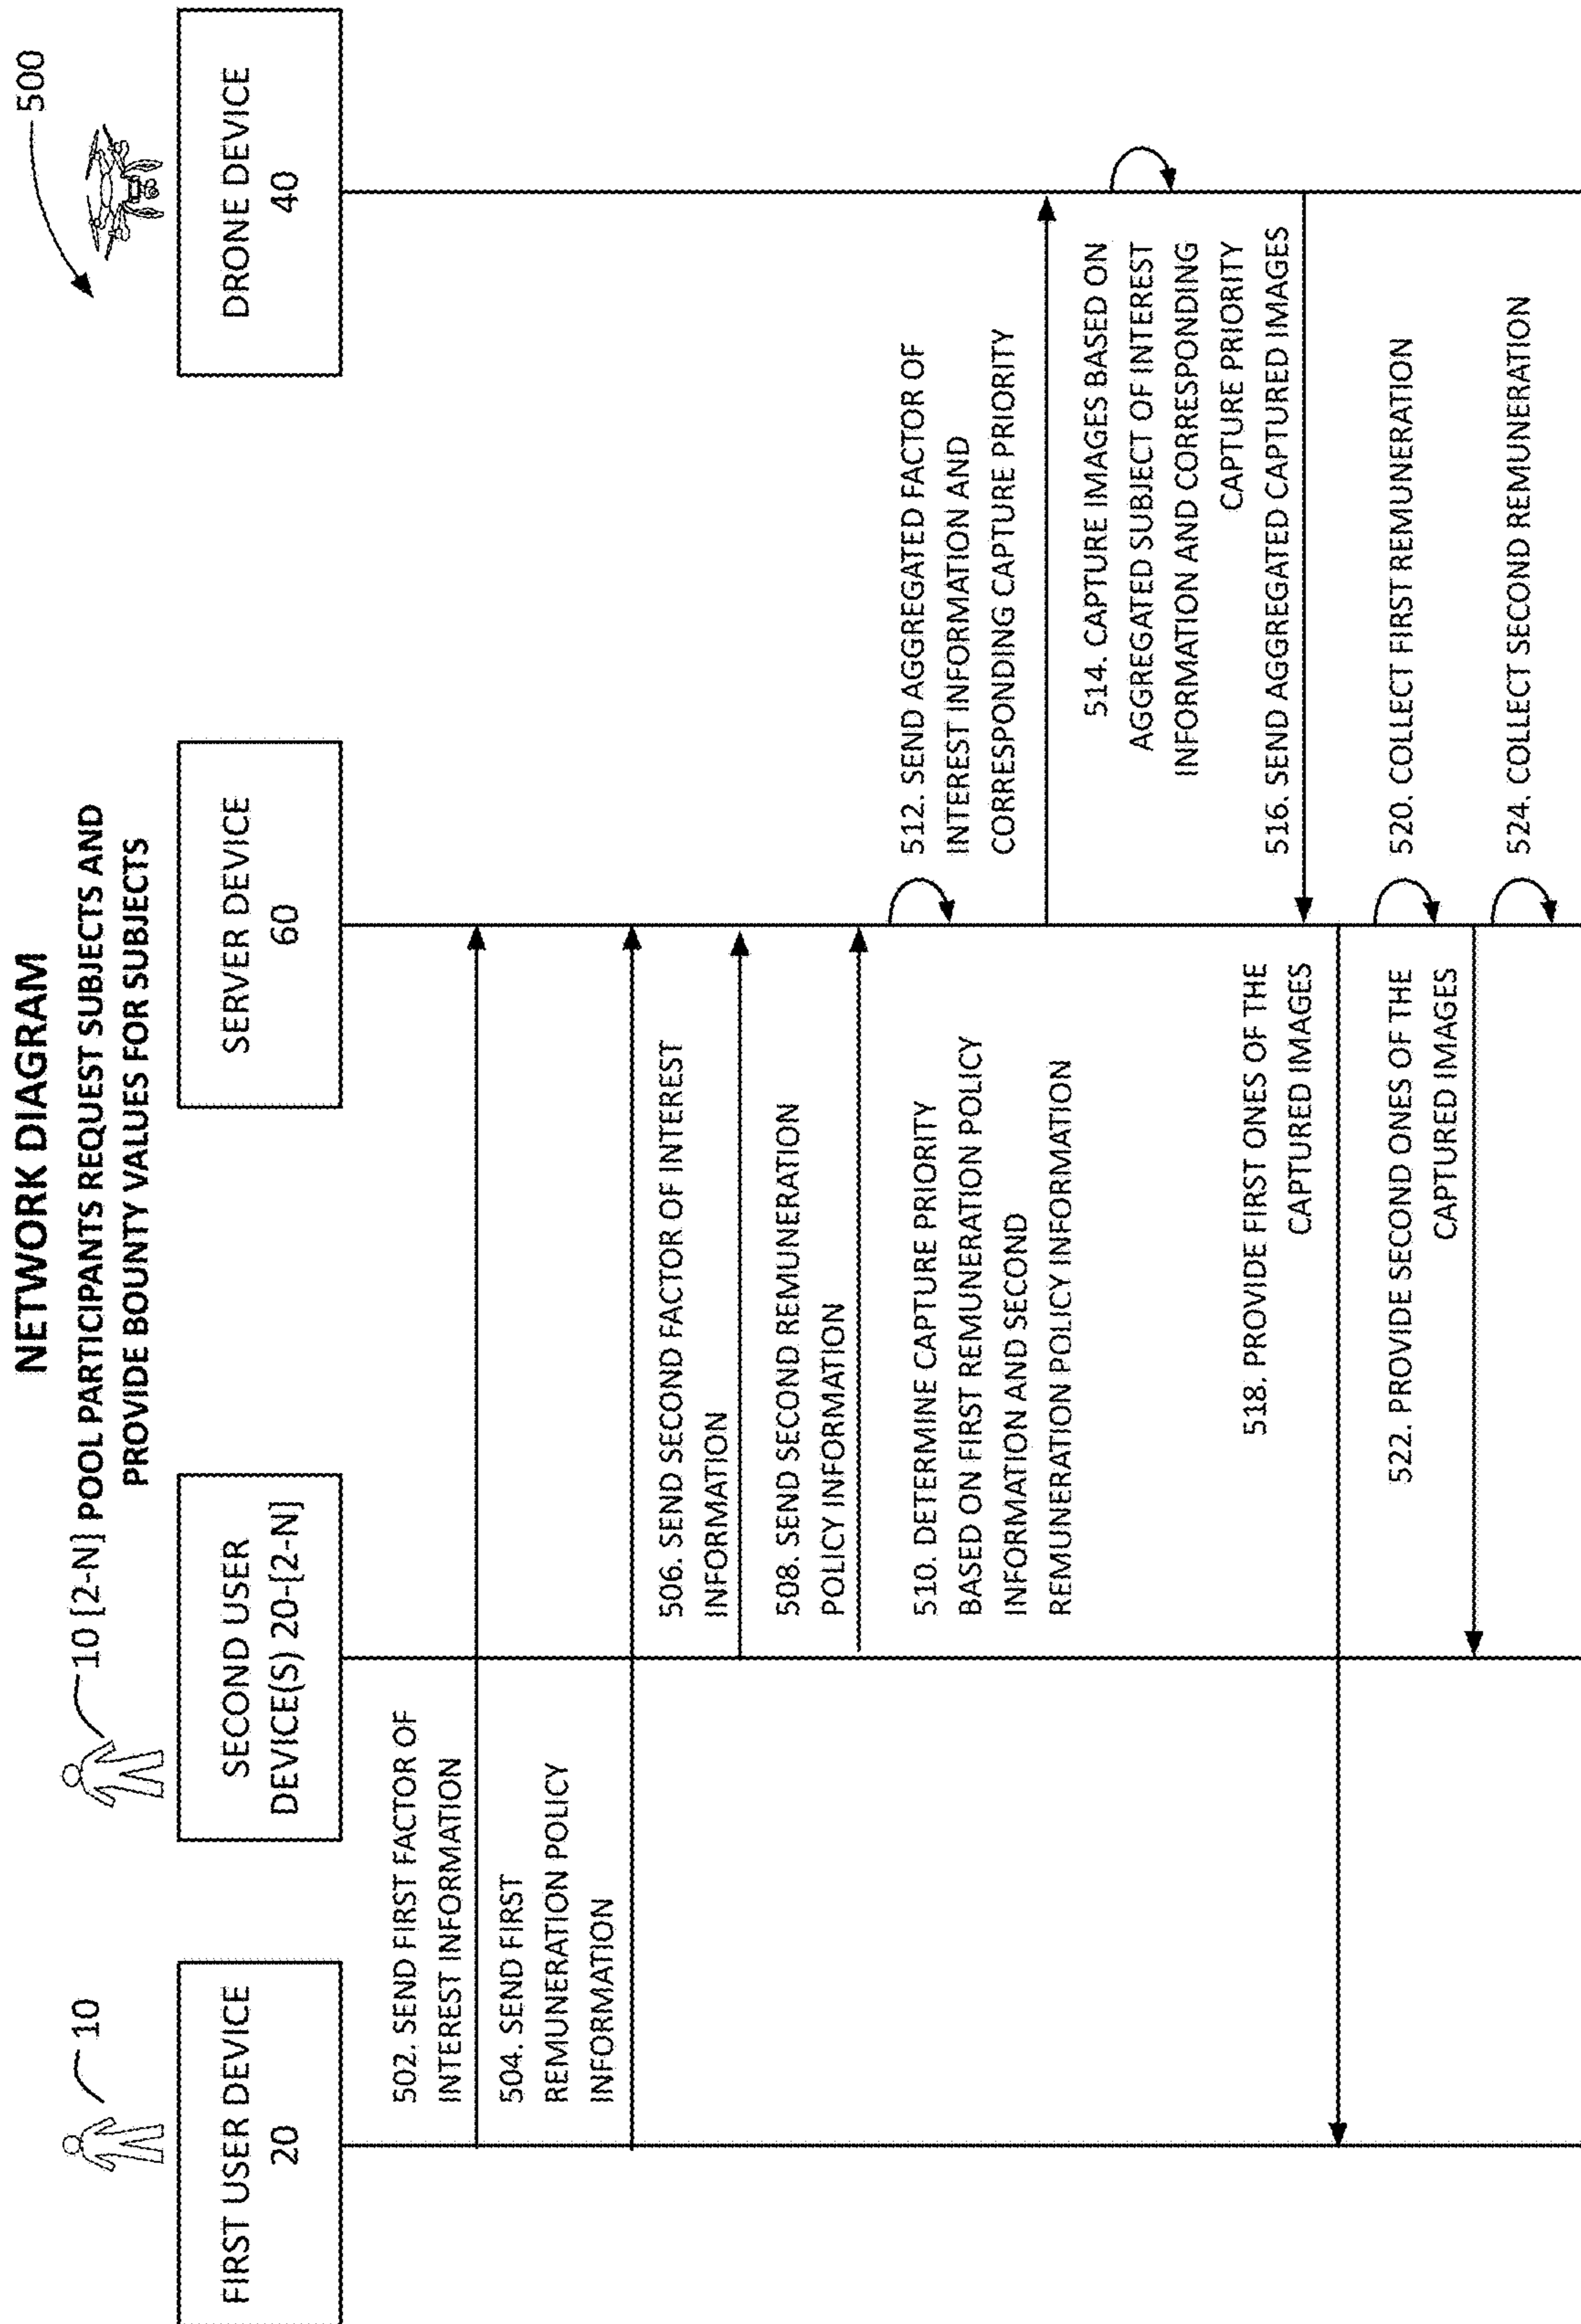 NETWORK DIAGRAM
10 [2-N] POOL PARTICIPANTS REQUEST SUBJECTS AND
PROVIDE BOUNTY VALUES FOR SUBJECTS
500
10
FIRST USER DEVICE
20
SECOND USER
DEVICE(S) 20-[2-N]
SERVER DEVICE
60
DRONE DEVICE
40
502. SEND FIRST FACTOR OF
INTEREST INFORMATION
504. SEND FIRST
REMUNERATION POLICY
INFORMATION
506. SEND SECOND FACTOR OF INTEREST
INFORMATION
508. SEND SECOND REMUNERATION
POLICY INFORMATION
510. DETERMINE CAPTURE PRIORITY
BASED ON FIRST REMUNERATION POLICY
INFORMATION AND SECOND
REMUNERATION POLICY INFORMATION
512. SEND AGGREGATED FACTOR OF
INTEREST INFORMATION AND
CORRESPONDING CAPTURE PRIORITY
514. CAPTURE IMAGES BASED ON
AGGREGATED SUBJECT OF INTEREST
INFORMATION AND CORRESPONDING
CAPTURE PRIORITY
516. SEND AGGREGATED CAPTURED IMAGES
518. PROVIDE FIRST ONES OF THE
CAPTURED IMAGES
520. COLLECT FIRST REMUNERATION
522. PROVIDE SECOND ONES OF THE
CAPTURED IMAGES
524. COLLECT SECOND REMUNERATION